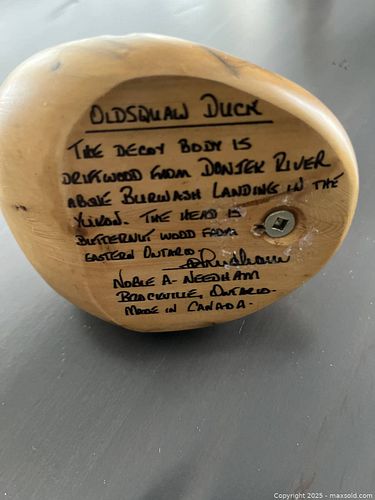 OLDSQUAW DUCK
THE DECOY BODY IS
DRIFTWOOD FROM DONJEK RIVER
ABOVE BURWASH LANDING IN THE
YUKON. THE HEAD IS
BUTTERNUT WOOD FROM
EASTERN ONTARIO
NOBLE A. NEEDHAM
BROCKVILLE, ONTARIO.
MADE IN CANADA.
Copyright © 2025 - maxsold.com